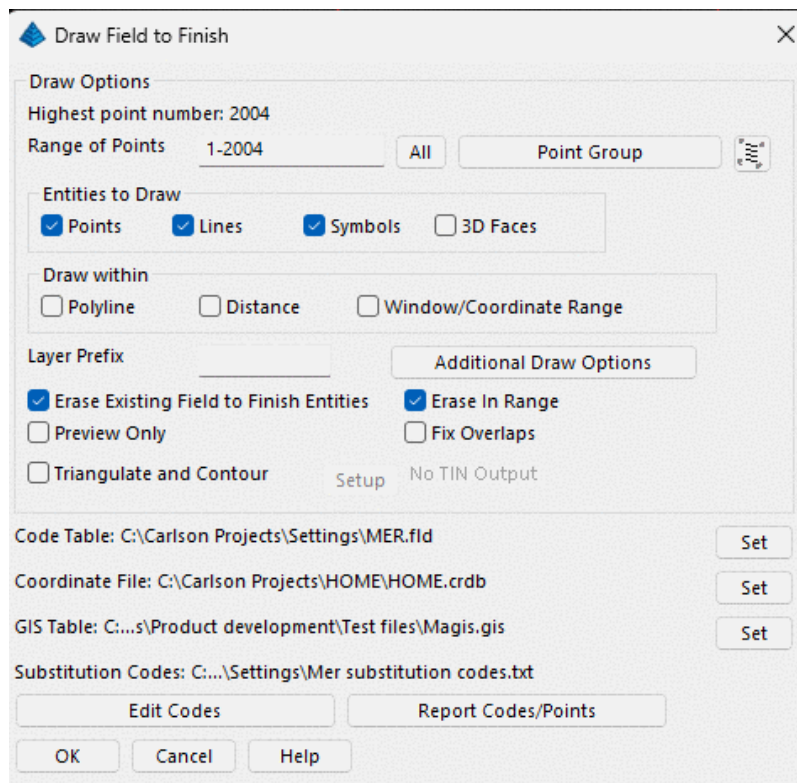 Draw Field to Finish
Draw Options
Highest point number: 2004
Range of Points 1-2004 All Point Group
Entities to Draw
Points Lines Symbols 3D Faces
Draw within
Polyline Distance Window/Coordinate Range
Layer Prefix Additional Draw Options
Erase Existing Field to Finish Entities Erase In Range
Preview Only Fix Overlaps
Triangulate and Contour Setup No TIN Output
Code Table: C:\Carlson Projects\Settings\MER.fld Set
Coordinate File: C:\Carlson Projects\HOME\HOME.crdb Set
GIS Table: C:...s\Product development\Test files\Magis.gis Set
Substitution Codes: C:...\Settings\Mer substitution codes.txt
Edit Codes Report Codes/Points
OK Cancel Help